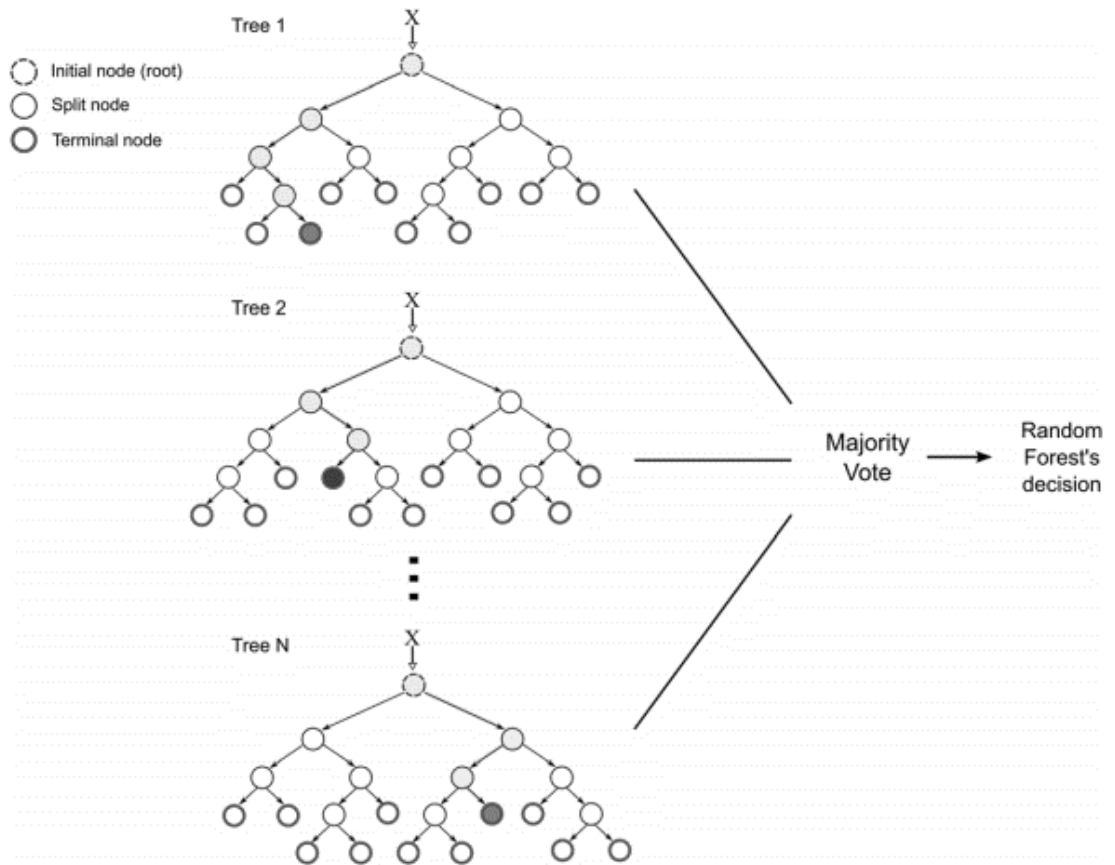 Tree 1
X
Initial node (root)
Split node
Terminal node
Tree 2
X
Majority
Vote
Random
Forest's
decision
Tree N
X